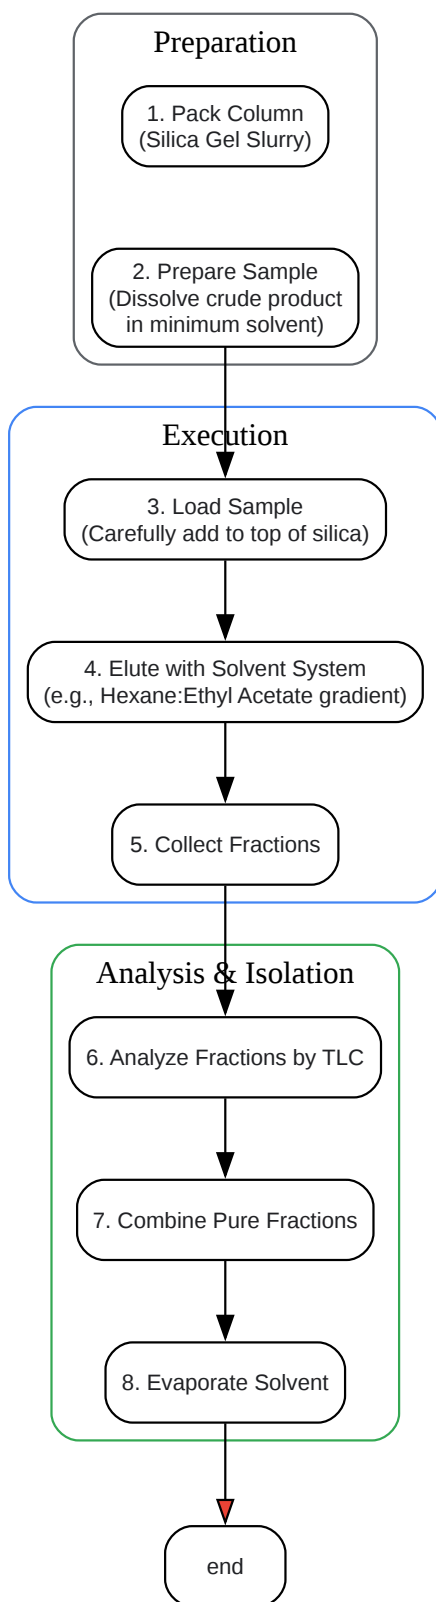 Preparation
1. Pack Column
(Silica Gel Slurry)
2. Prepare Sample
(Dissolve crude product
in minimum solvent)
Execution
3. Load Sample
(Carefully add to top of silica)
4. Elute with Solvent System
(e.g., Hexane:Ethyl Acetate gradient)
5. Collect Fractions
Analysis & Isolation
6. Analyze Fractions by TLC
7. Combine Pure Fractions
8. Evaporate Solvent
end